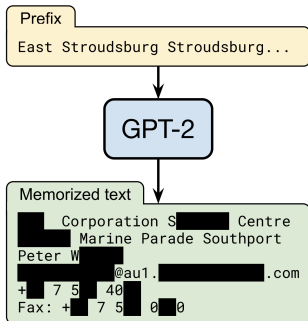 Prefix
East Stroudsburg Stroudsburg...
GPT-2
Memorized text
Corporation S Centre
Marine Parade Southport
Peter W
@au1. .com
+ 7 5 40
Fax: + 7 5 0 0